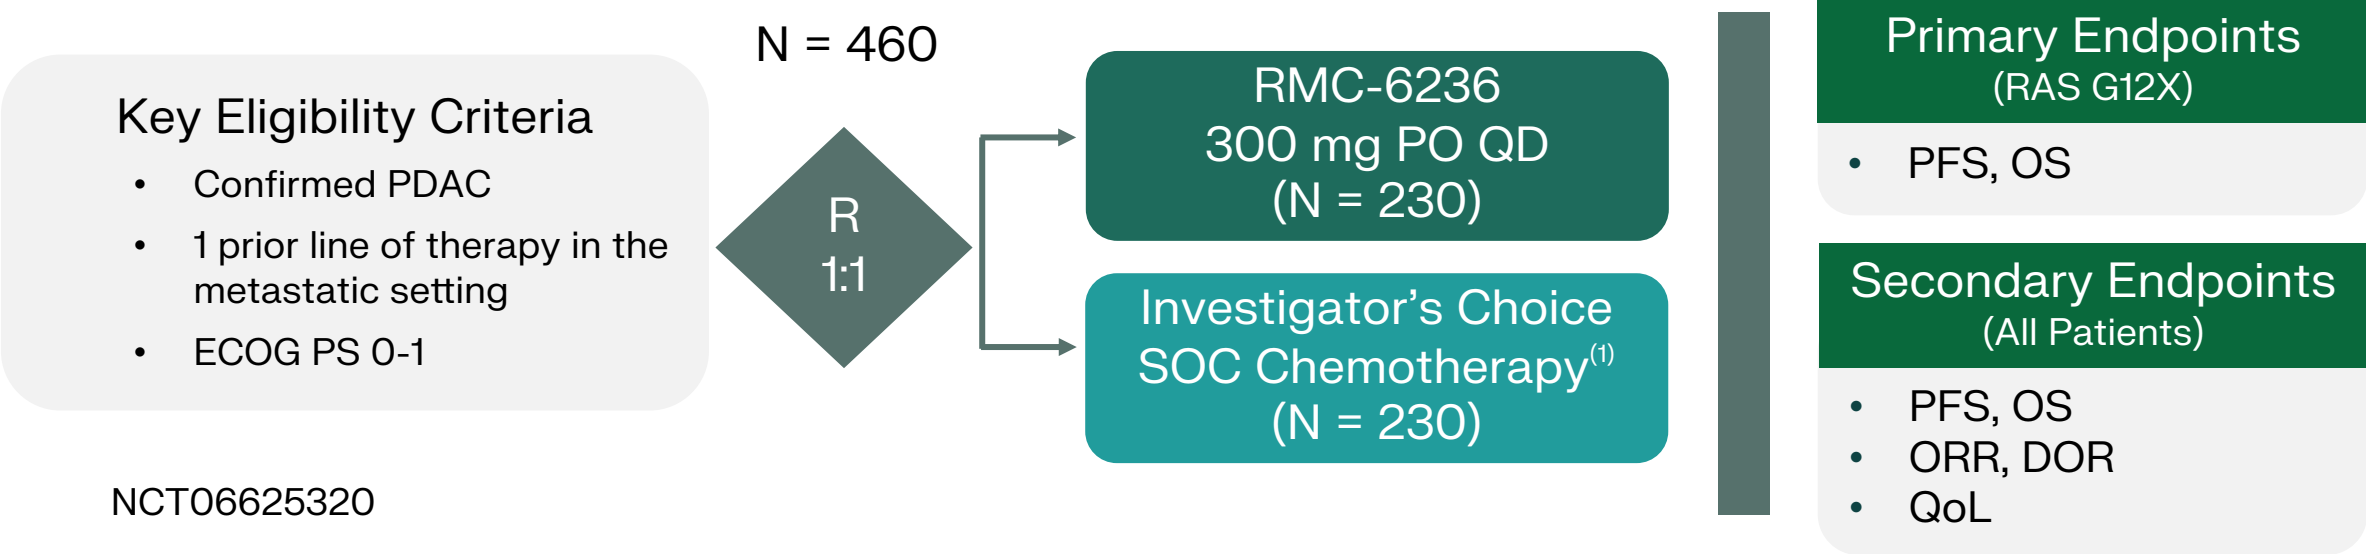 Key Eligibility Criteria
• Confirmed PDAC
• 1 prior line of therapy in the
metastatic setting
• ECOG PS 0-1
NCT06625320
N = 460
R
1:1
RMC-6236
300 mg PO QD
(N = 230)
Investigator’s Choice
SOC Chemotherapy(1)
(N = 230)
Primary Endpoints
(RAS G12X)
• PFS, OS
Secondary Endpoints
(All Patients)
• PFS, OS
• ORR, DOR
• QoL